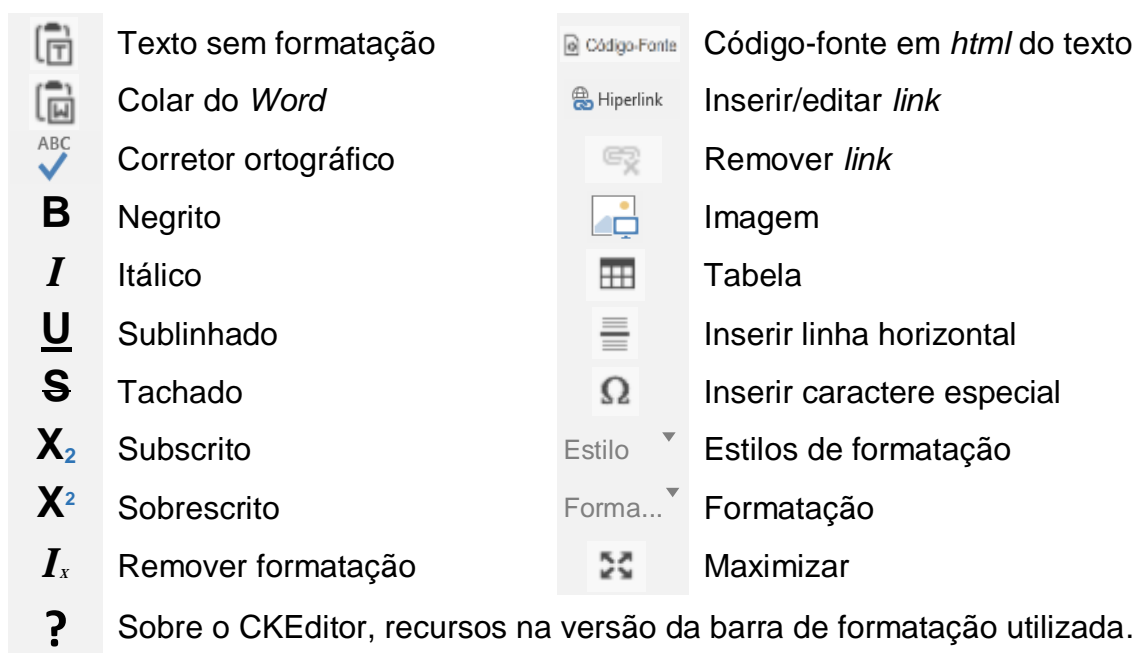 T Texto sem formatação Código-Fonte Código-fonte em html do texto
W Colar do Word Hiperlink Inserir/editar link
ABC Corretor ortográfico Remover link
B Negrito Imagem
I Itálico Tabela
U Sublinhado Inserir linha horizontal
S Tachado Ω Inserir caractere especial
X₂ Subscrito Estilo Estilos de formatação
X² Sobrescrito Forma... Formatação
Iₓ Remover formatação Maximizar
? Sobre o CKEditor, recursos na versão da barra de formatação utilizada.